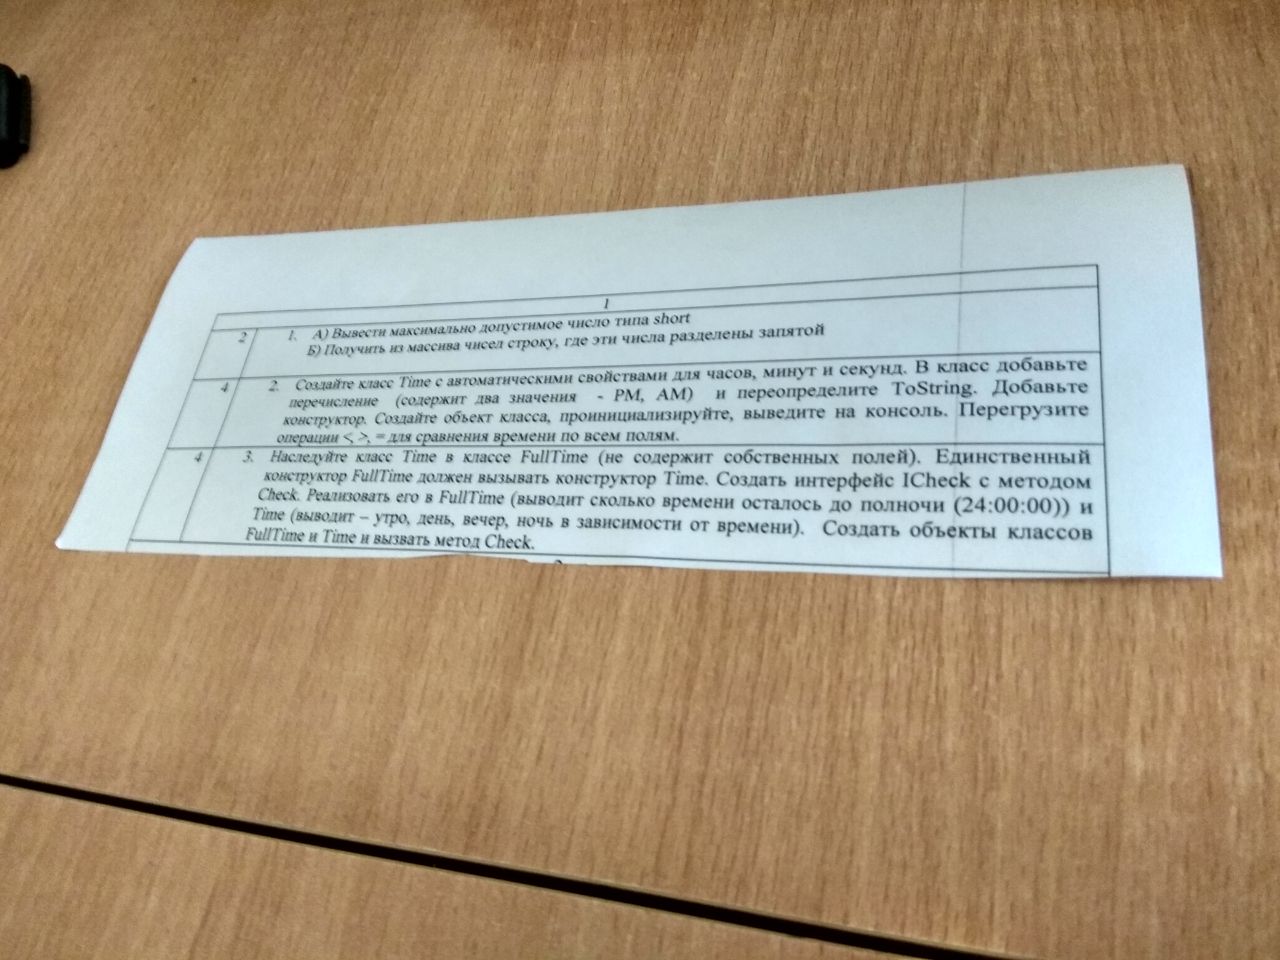 1
2 1. А) Вывести максимально допустимое число типа short
Б) Получить из массива чисел строку, где эти числа разделены запятой
4 2. Создайте класс Time с автоматическими свойствами для часов, минут и секунд. В класс добавьте
перечисление (содержит два значения - PM, AM) и переопределите ToString. Добавьте
конструктор. Создайте объект класса, проинициализируйте, выведите на консоль. Перегрузите
операции <, >, = для сравнения времени по всем полям.
4 3. Наследуйте класс Time в классе FullTime (не содержит собственных полей). Единственный
конструктор FullTime должен вызывать конструктор Time. Создать интерфейс ICheck с методом
Check. Реализовать его в FullTime (выводит сколько времени осталось до полночи (24:00:00)) и
Time (выводит – утро, день, вечер, ночь в зависимости от времени). Создать объекты классов
FullTime и Time и вызвать метод Check.